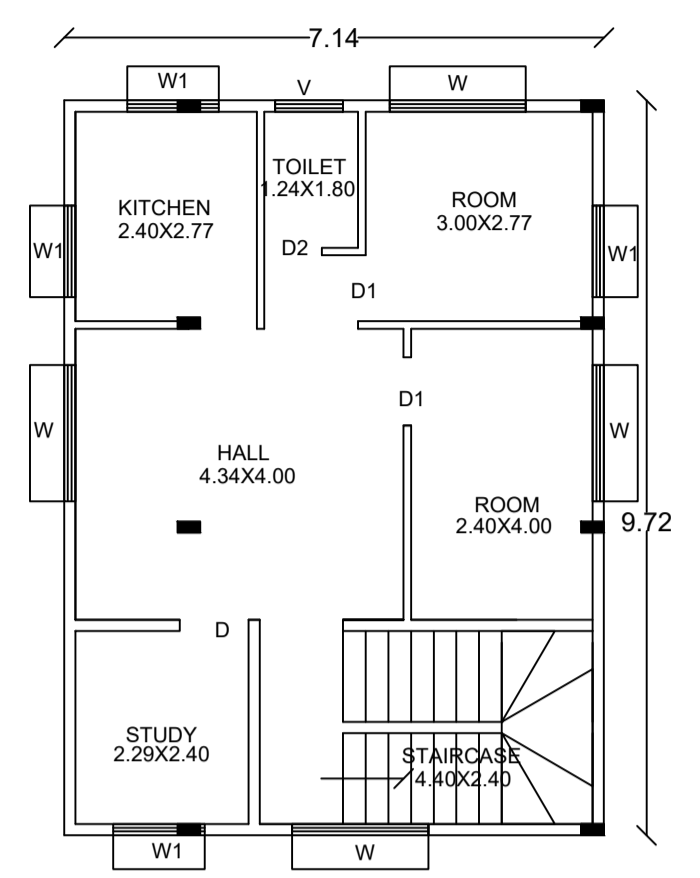 7.14
W1
V
W
TOILET
1.24X1.80
KITCHEN
2.40X2.77
ROOM
3.00X2.77
W1
D2
W1
D1
D1
W
HALL
4.34X4.00
W
ROOM
2.40X4.00
9.72
D
STUDY
2.29X2.40
STAIRCASE
4.40X2.40
W1
W